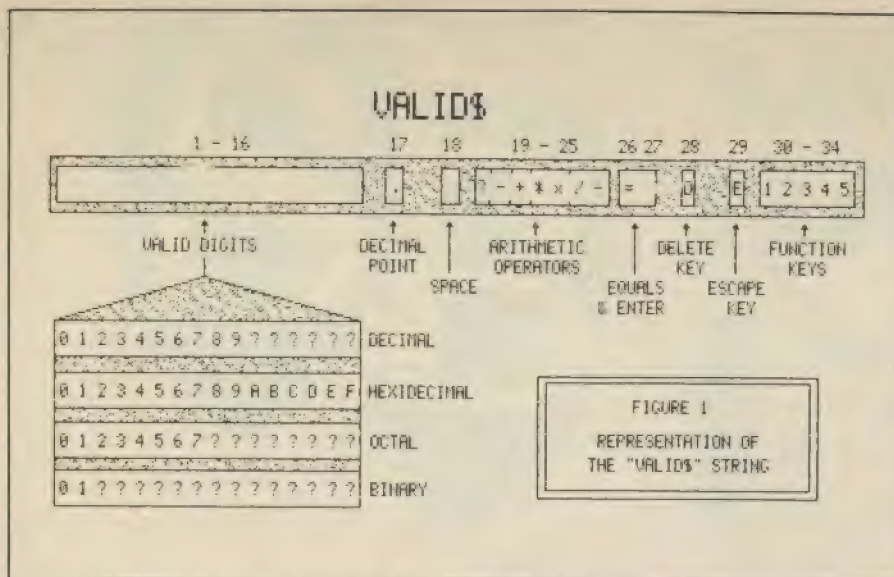 VALID$
1 - 16 17 18 19 - 25 26 27 28 29 30 - 34
. ? - + * x / - = D E 1 2 3 4 5
VALID DIGITS
DECIMAL POINT
SPACE
ARITHMETIC OPERATORS
EQUALS & ENTER
DELETE KEY
ESCAPE KEY
FUNCTION KEYS
0 1 2 3 4 5 6 7 8 9 ? ? ? ? ? ? DECIMAL
0 1 2 3 4 5 6 7 8 9 A B C D E F HEXIDECIMAL
0 1 2 3 4 5 6 7 ? ? ? ? ? ? ? ? OCTAL
0 1 ? ? ? ? ? ? ? ? ? ? ? ? ? ? BINARY
FIGURE 1
REPRESENTATION OF
THE "VALID$" STRING